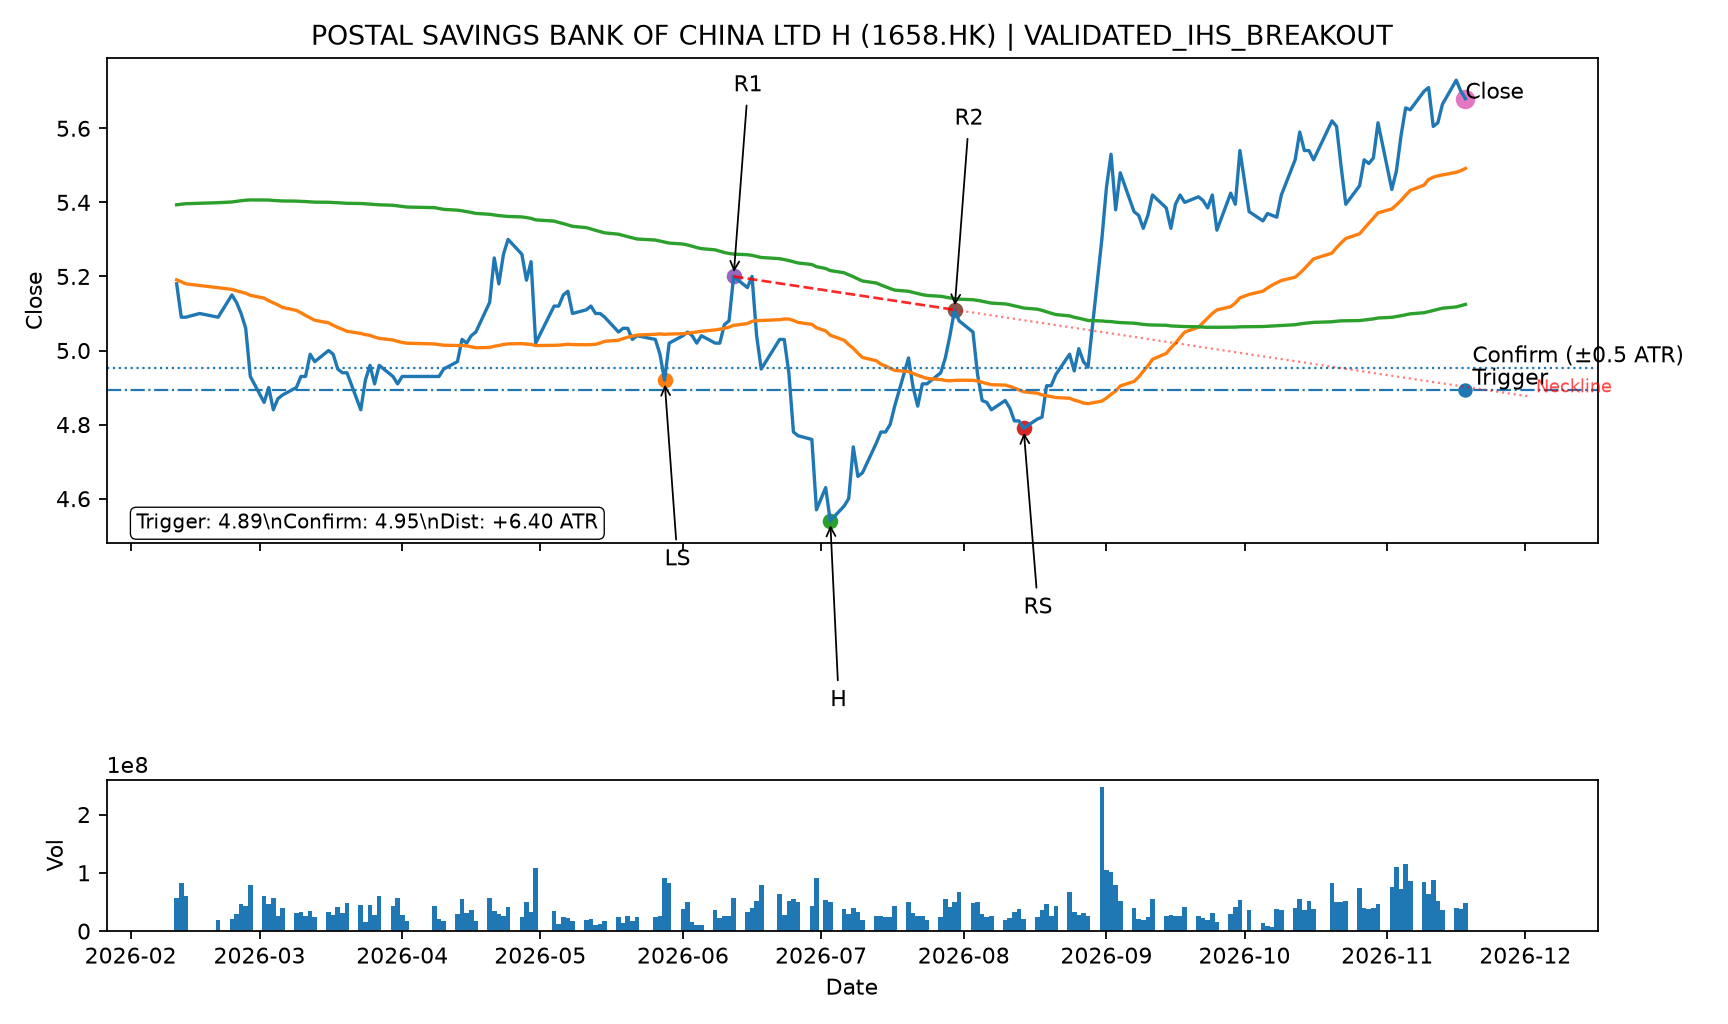 POSTAL SAVINGS BANK OF CHINA LTD H (1658.HK) | VALIDATED_IHS_BREAKOUT
R1
Close
R2
5.6
5.4
5.2
5.0
4.8
4.6
Close
Confirm (±0.5 ATR)
Trigger
Neckline
Trigger: 4.89\nConfirm: 4.95\nDist: +6.40 ATR
LS
RS
H
1e8
2
1
0
Vol
2026-02 2026-03 2026-04 2026-05 2026-06 2026-07 2026-08 2026-09 2026-10 2026-11 2026-12
Date